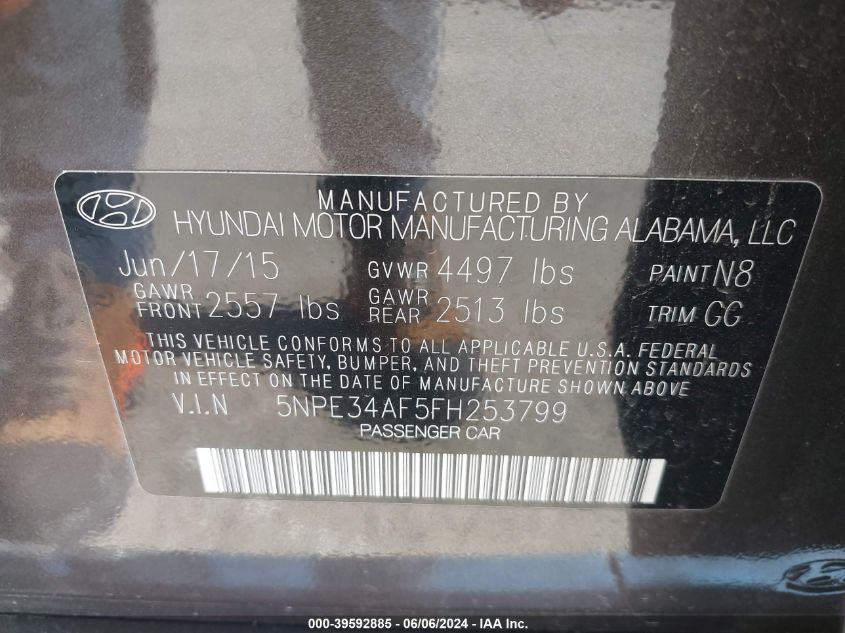 MANUFACTURED BY
HYUNDAI MOTOR MANUFACTURING ALABAMA, LLC
Jun/17/15 GVWR 4497 lbs PAINT N8
GAWR FRONT 2557 lbs GAWR REAR 2513 lbs TRIM GG
THIS VEHICLE CONFORMS TO ALL APPLICABLE U.S.A. FEDERAL
MOTOR VEHICLE SAFETY, BUMPER, AND THEFT PREVENTION STANDARDS
IN EFFECT ON THE DATE OF MANUFACTURE SHOWN ABOVE
V.I.N 5NPE34AF5FH253799
PASSENGER CAR
000-39592885 - 06/06/2024 - IAA Inc.